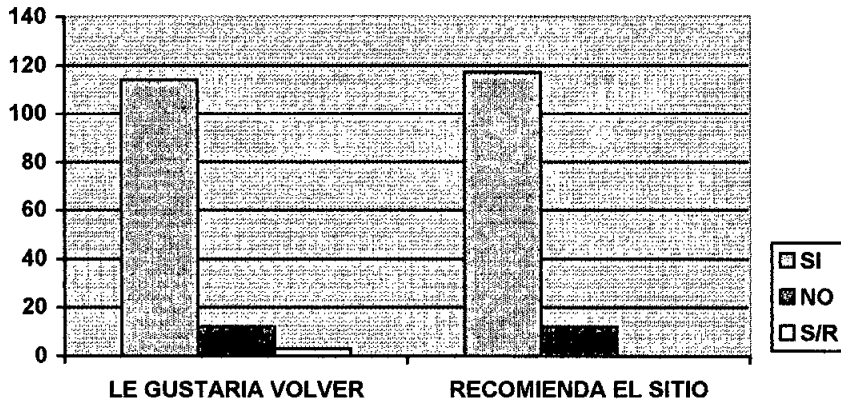 140
120
100
80
60
40
20
0
LE GUSTARIA VOLVER
RECOMIENDA EL SITIO
SI
NO
S/R